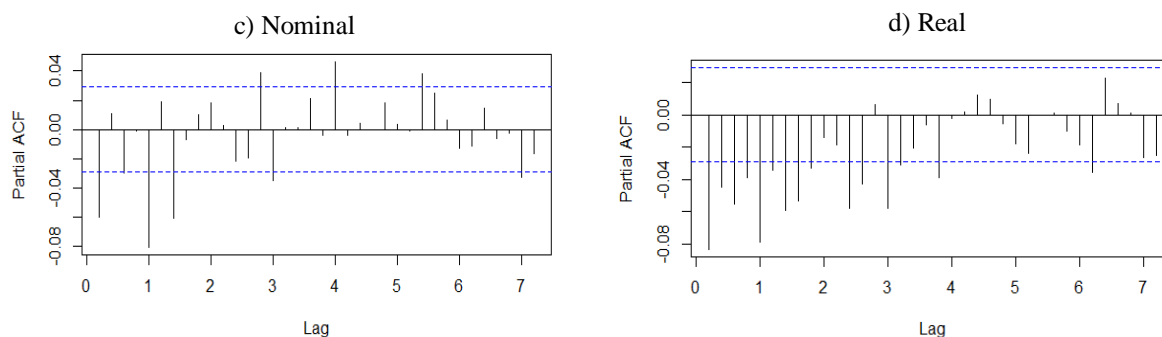 c) Nominal
Partial ACF
0.04
0.00
-0.04
-0.08
0 1 2 3 4 5 6 7
Lag
d) Real
Partial ACF
0.00
-0.04
-0.08
0 1 2 3 4 5 6 7
Lag